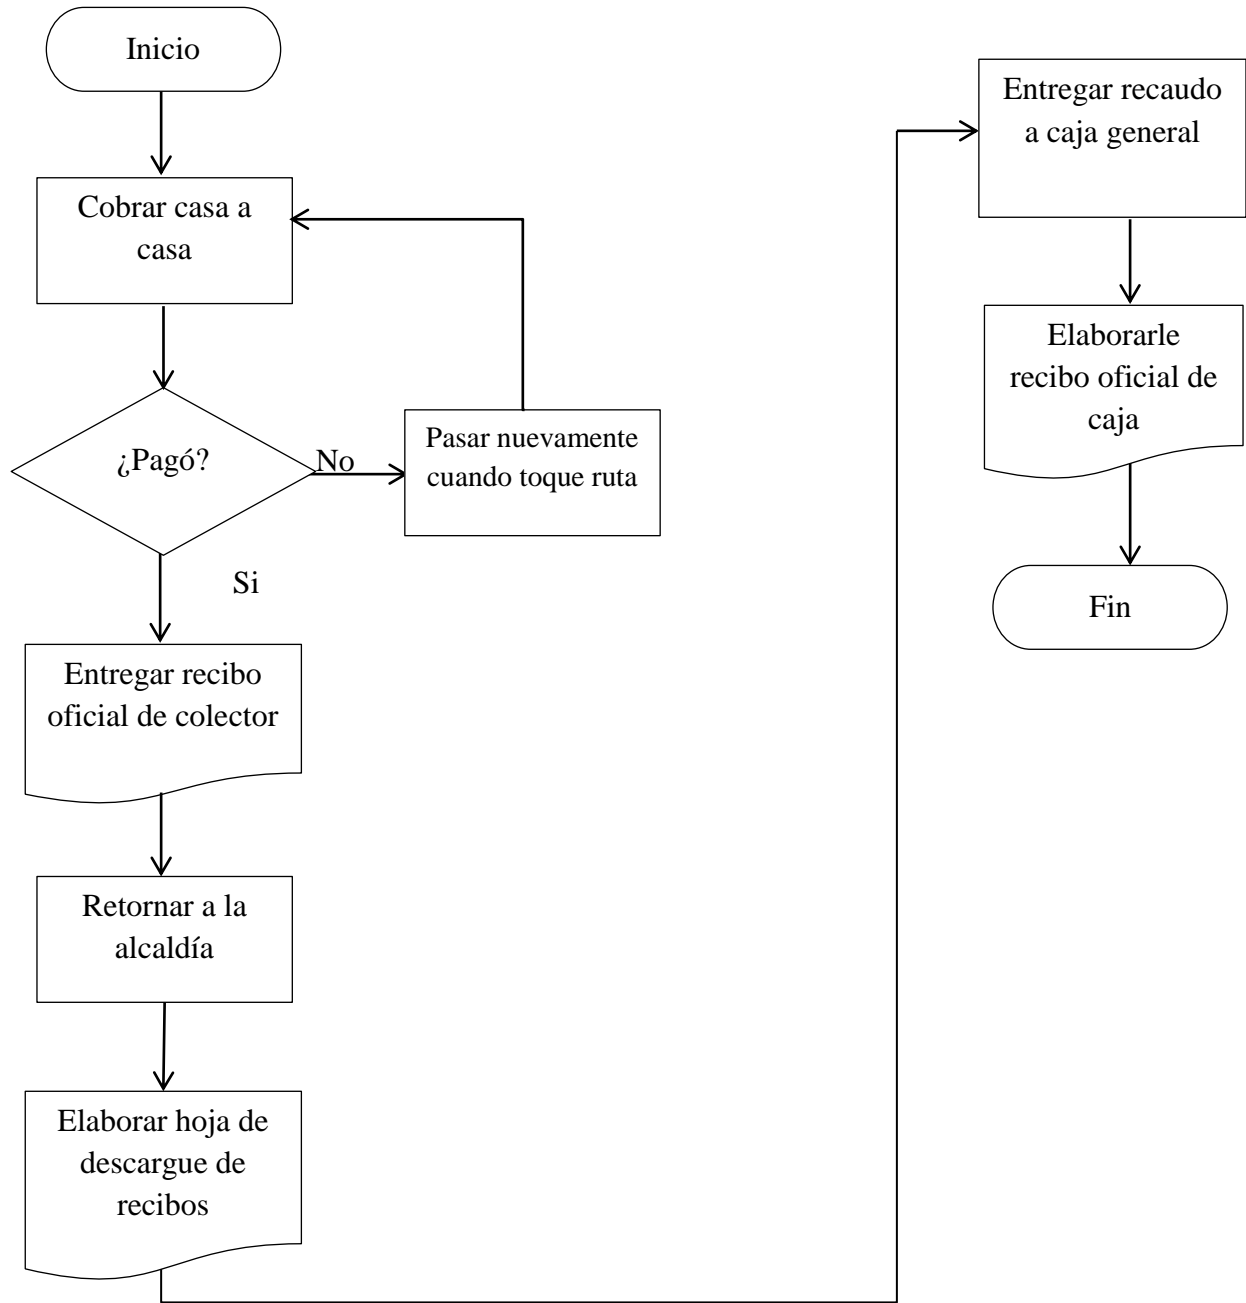 Inicio
Cobrar casa a
casa
¿Pagó?
No
Pasar nuevamente
cuando toque ruta
Si
Entregar recibo
oficial de colector
Retornar a la
alcaldía
Elaborar hoja de
descargue de
recibos
Entregar recaudo
a caja general
Elaborarle
recibo oficial de
caja
Fin